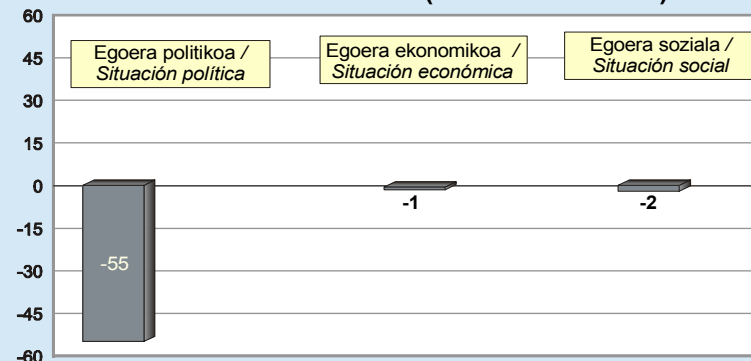 60
45
30
15
0
-15
-30
-45
-60
Egoera politikoa /
Situación política
Egoera ekonomikoa /
Situación económica
Egoera soziala /
Situación social
-55
-1
-2